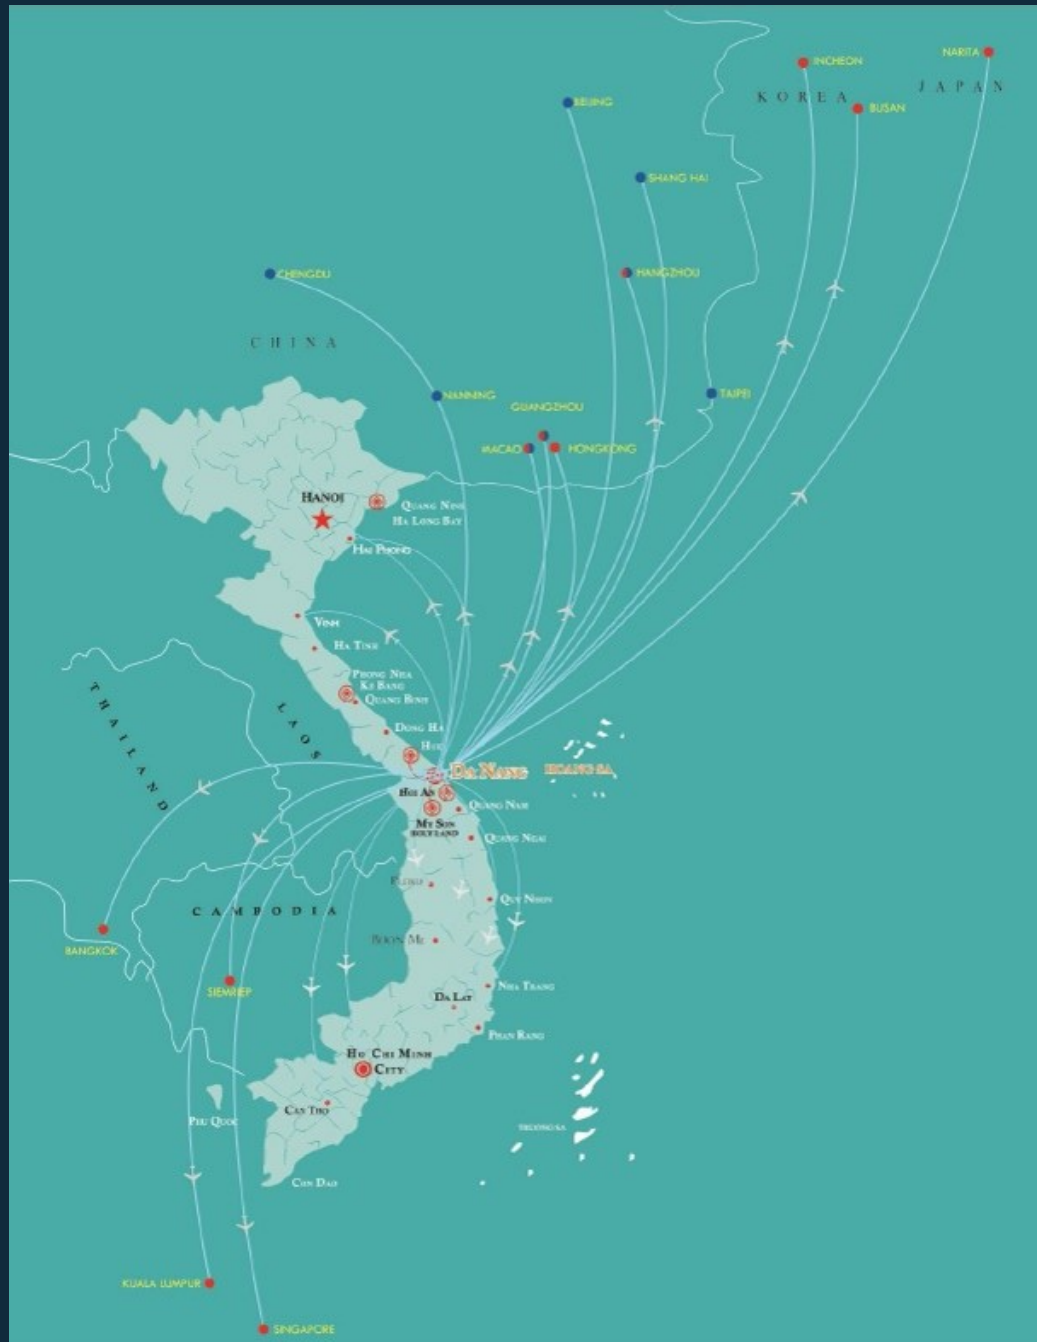 NARITA
INCHEON
JAPAN
KOREA
BEIJING
BUSAN
SHANG HAI
CHENGDU
HANGZHOU
CHINA
NANNING
TAIPEI
GUANGZHOU
MACAO
HONGKONG
HANOI
QUANG NINH
HA LONG BAY
HAI PHONG
VINH
HA TINH
PHONG NHA
KE BANG
QUANG BINH
THAILAND
LAOS
DONG HA
HUE
DA NANG
HOANG SA
HOI AN
QUANG NAM
MY SON
HOLY LAND
QUANG NGAI
QUY NHON
CAMBODIA
BUON ME
BANGKOK
SIEMRIEP
NHA TRANG
DA LAT
PHAN RANG
HO CHI MINH
CITY
CAN THO
PHU QUOC
TRUONG SA
CON DAO
KUALA LUMPUR
SINGAPORE